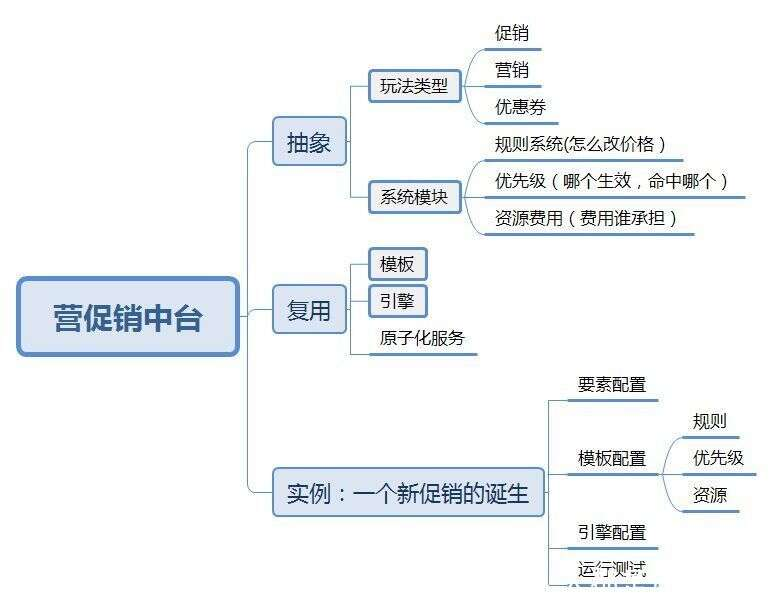 营促销中台
抽象
玩法类型
促销
营销
优惠券
系统模块
规则系统(怎么改价格）
优先级（哪个生效，命中哪个）
资源费用（费用谁承担）
复用
模板
引擎
原子化服务
实例：一个新促销的诞生
要素配置
模板配置
规则
优先级
资源
引擎配置
运行测试